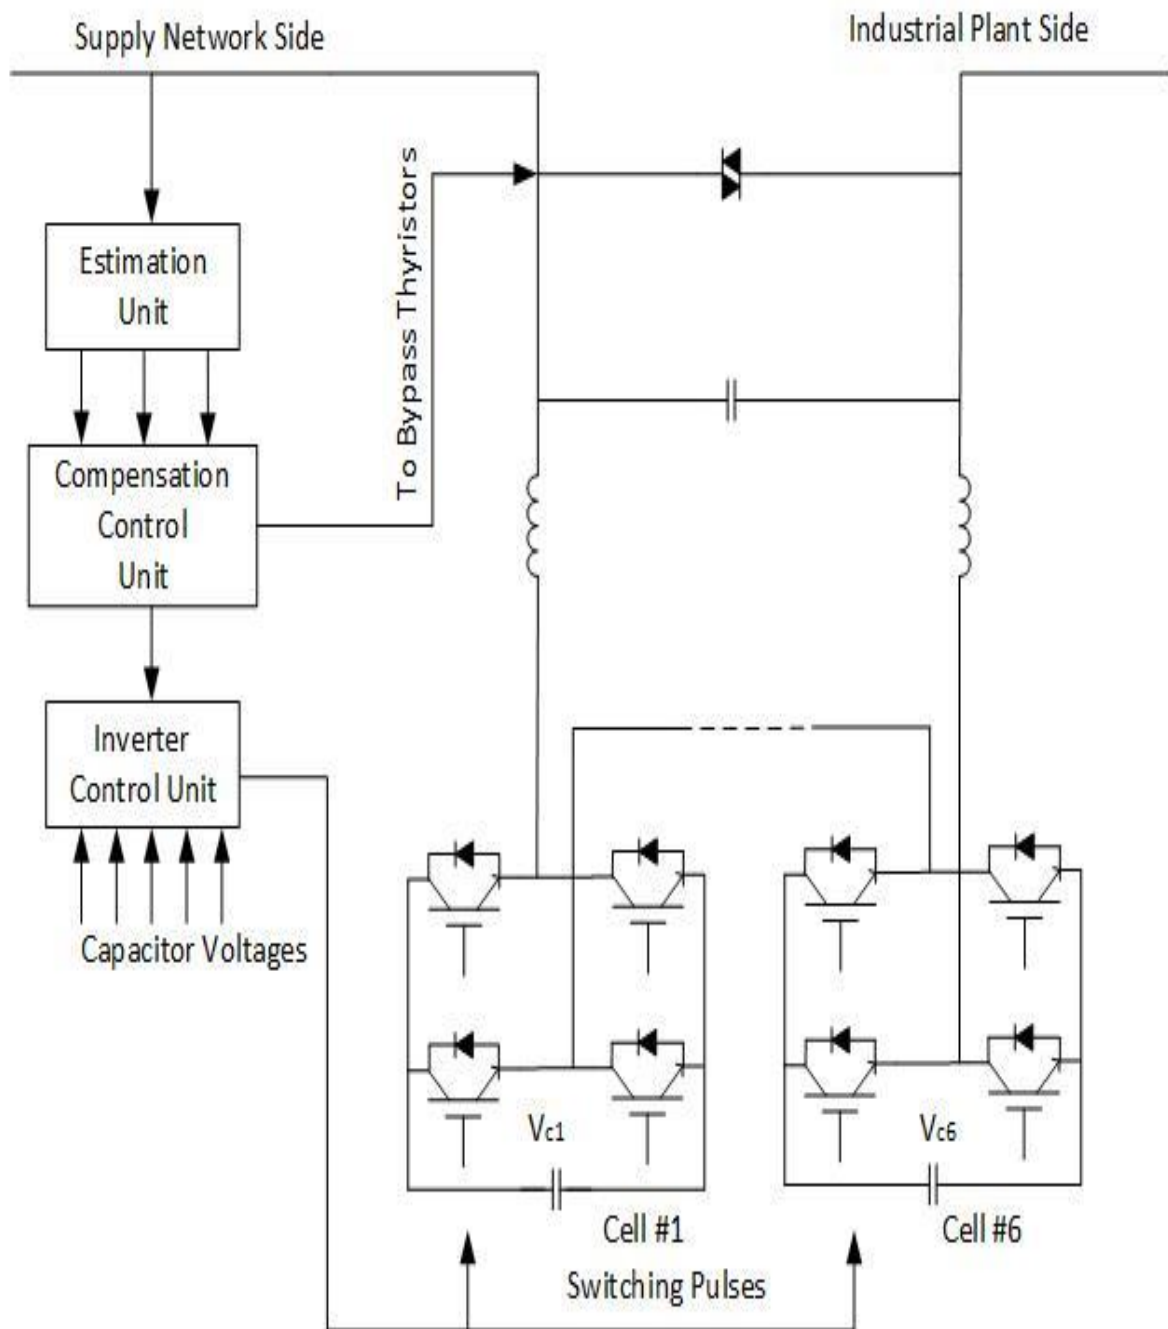 Supply Network Side
Industrial Plant Side
To Bypass Thyristors
Estimation
Unit
Compensation
Control
Unit
Inverter
Control Unit
Capacitor Voltages
Vc1
Vc6
Cell #1
Cell #6
Switching Pulses